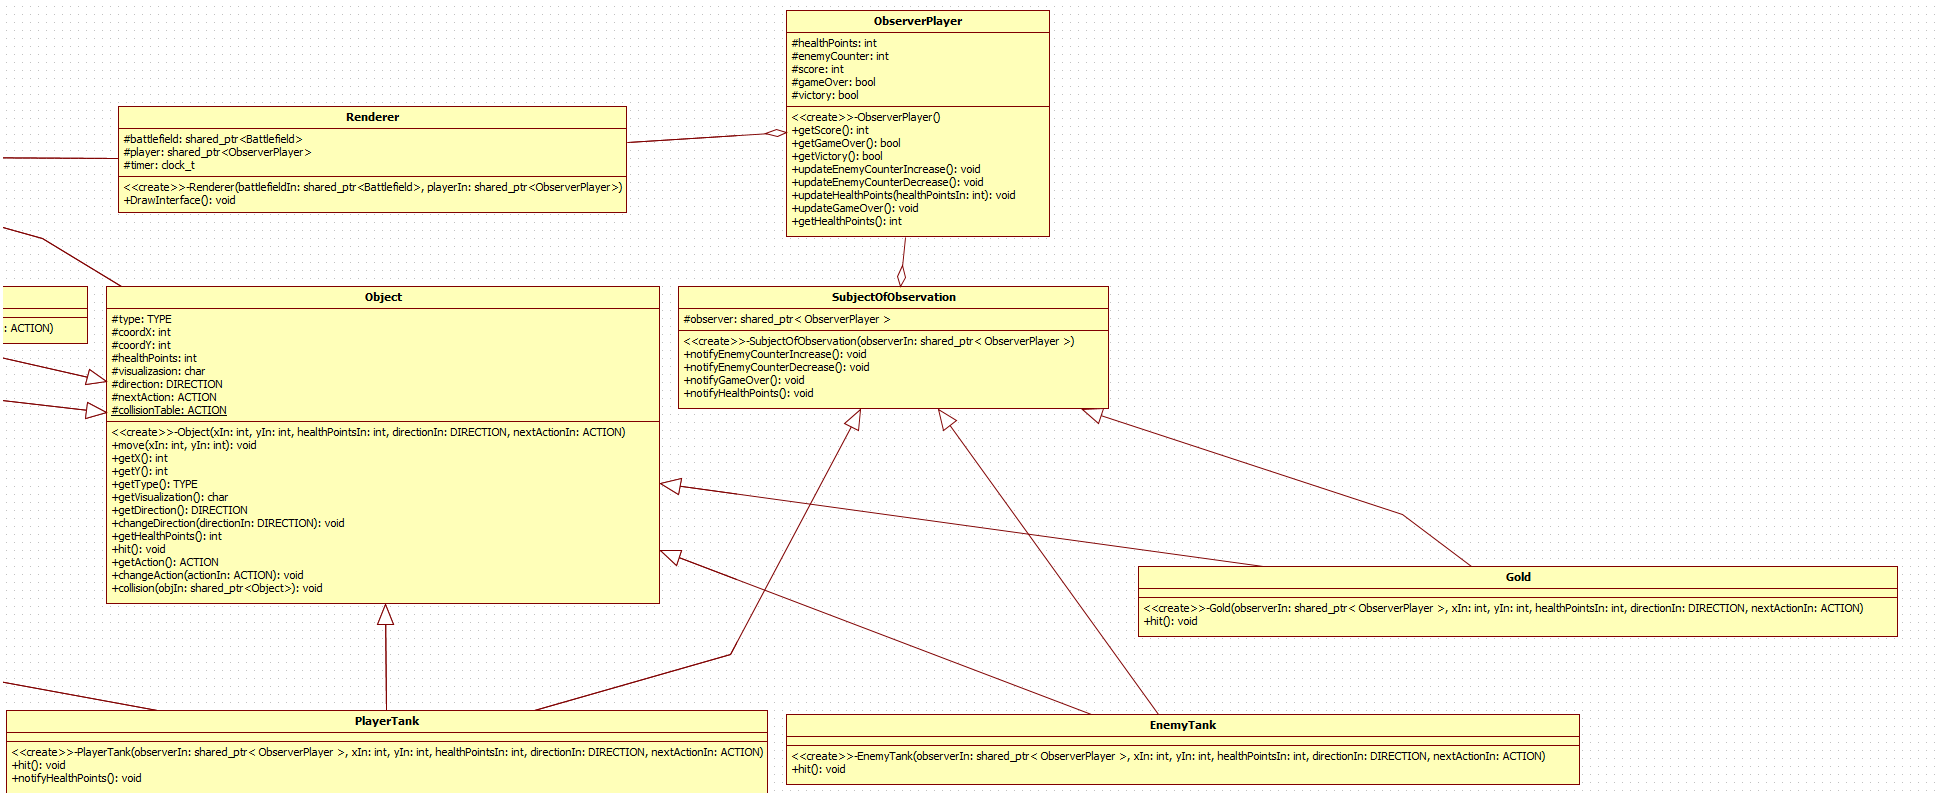 ObserverPlayer
#healthPoints: int
#enemyCounter: int
#score: int
#gameOver: bool
#victory: bool
<<create>>-ObserverPlayer()
+getScore(): int
+getGameOver(): bool
+getVictory(): bool
+updateEnemyCounterIncrease(): void
+updateEnemyCounterDecrease(): void
+updateHealthPoints(healthPointsIn: int): void
+updateGameOver(): void
+getHealthPoints(): int
Renderer
#battlefield: shared_ptr<Battlefield>
#player: shared_ptr<ObserverPlayer>
#timer: clock_t
<<create>>-Renderer(battlefieldIn: shared_ptr<Battlefield>, playerIn: shared_ptr<ObserverPlayer>)
+DrawInterface(): void
: ACTION)
Object
#type: TYPE
#coordX: int
#coordY: int
#healthPoints: int
#visualizasion: char
#direction: DIRECTION
#nextAction: ACTION
#collisionTable: ACTION
<<create>>-Object(xIn: int, yIn: int, healthPointsIn: int, directionIn: DIRECTION, nextActionIn: ACTION)
+move(xIn: int, yIn: int): void
+getX(): int
+getY(): int
+getType(): TYPE
+getVisualization(): char
+getDirection(): DIRECTION
+changeDirection(directionIn: DIRECTION): void
+getHealthPoints(): int
+hit(): void
+getAction(): ACTION
+changeAction(actionIn: ACTION): void
+collision(objIn: shared_ptr<Object>): void
SubjectOfObservation
#observer: shared_ptr< ObserverPlayer >
<<create>>-SubjectOfObservation(observerIn: shared_ptr< ObserverPlayer >)
+notifyEnemyCounterIncrease(): void
+notifyEnemyCounterDecrease(): void
+notifyGameOver(): void
+notifyHealthPoints(): void
Gold
<<create>>-Gold(observerIn: shared_ptr< ObserverPlayer >, xIn: int, yIn: int, healthPointsIn: int, directionIn: DIRECTION, nextActionIn: ACTION)
+hit(): void
PlayerTank
<<create>>-PlayerTank(observerIn: shared_ptr< ObserverPlayer >, xIn: int, yIn: int, healthPointsIn: int, directionIn: DIRECTION, nextActionIn: ACTION)
+hit(): void
+notifyHealthPoints(): void
EnemyTank
<<create>>-EnemyTank(observerIn: shared_ptr< ObserverPlayer >, xIn: int, yIn: int, healthPointsIn: int, directionIn: DIRECTION, nextActionIn: ACTION)
+hit(): void